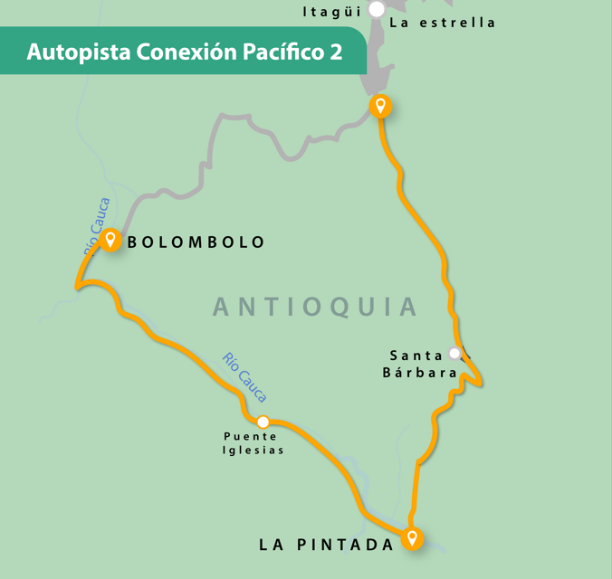 Itagüi
La estrella
Autopista Conexión Pacífico 2
Río Cauca
BOLOMBOLO
ANTIOQUIA
Santa
Bárbara
Río Cauca
Puente
Iglesias
LA PINTADA